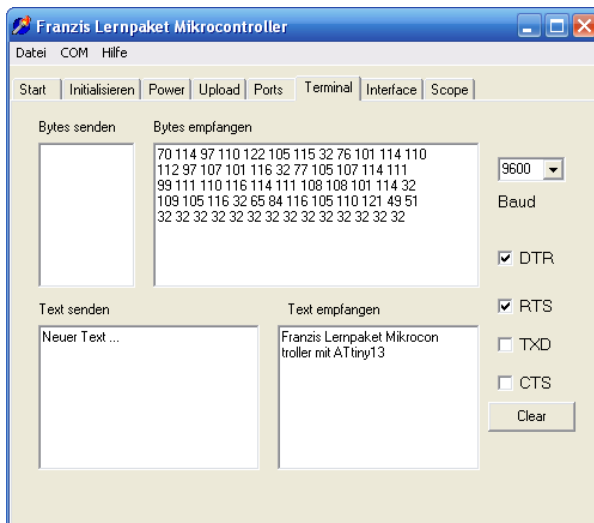 Franzis Lernpaket Mikrocontroller
Datei COM Hilfe
Start Initialisieren Power Upload Ports Terminal Interface Scope
Bytes senden Bytes empfangen
70 114 97 110 122 105 115 32 76 101 114 110
112 97 107 101 116 32 77 105 107 114 111
99 111 110 116 114 111 108 108 101 114 32
109 105 116 32 65 84 116 105 110 121 49 51
32 32 32 32 32 32 32 32 32 32 32 32 32 32
9600
Baud
DTR
Text senden Text empfangen
RTS
Neuer Text ...
Franzis Lernpaket Mikrocon
troller mit ATtiny13
TXD
CTS
Clear